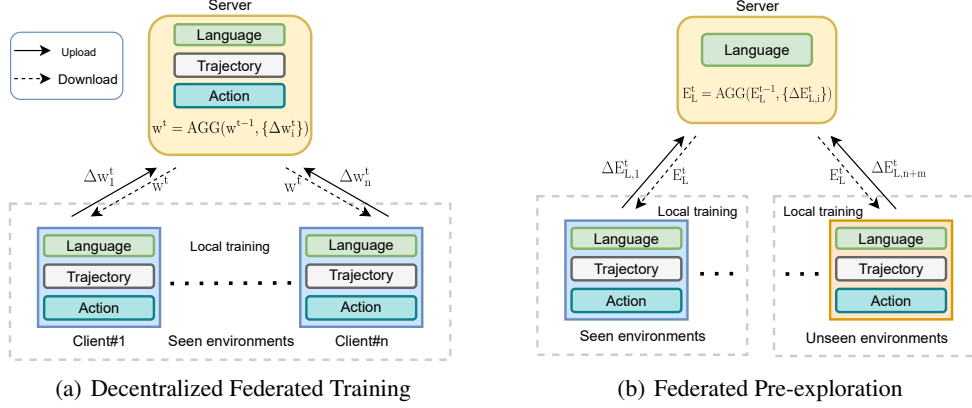 Server
Upload
Download
Language
Trajectory
Action
w^t = AGG(w^{t-1}, {Δw_i^t})
Δw_1^t
w^t
w^t
Δw_n^t
Language
Trajectory
Action
Client#1
Local training
Seen environments
Language
Trajectory
Action
Client#n
(a) Decentralized Federated Training
Server
Language
E_L^t = AGG(E_L^{t-1}, {ΔE_{L,i}^t})
ΔE_{L,1}^t
E_L^t
E_L^t
ΔE_{L,n+m}^t
Local training
Language
Trajectory
Action
Seen environments
Local training
Language
Trajectory
Action
Unseen environments
(b) Federated Pre-exploration